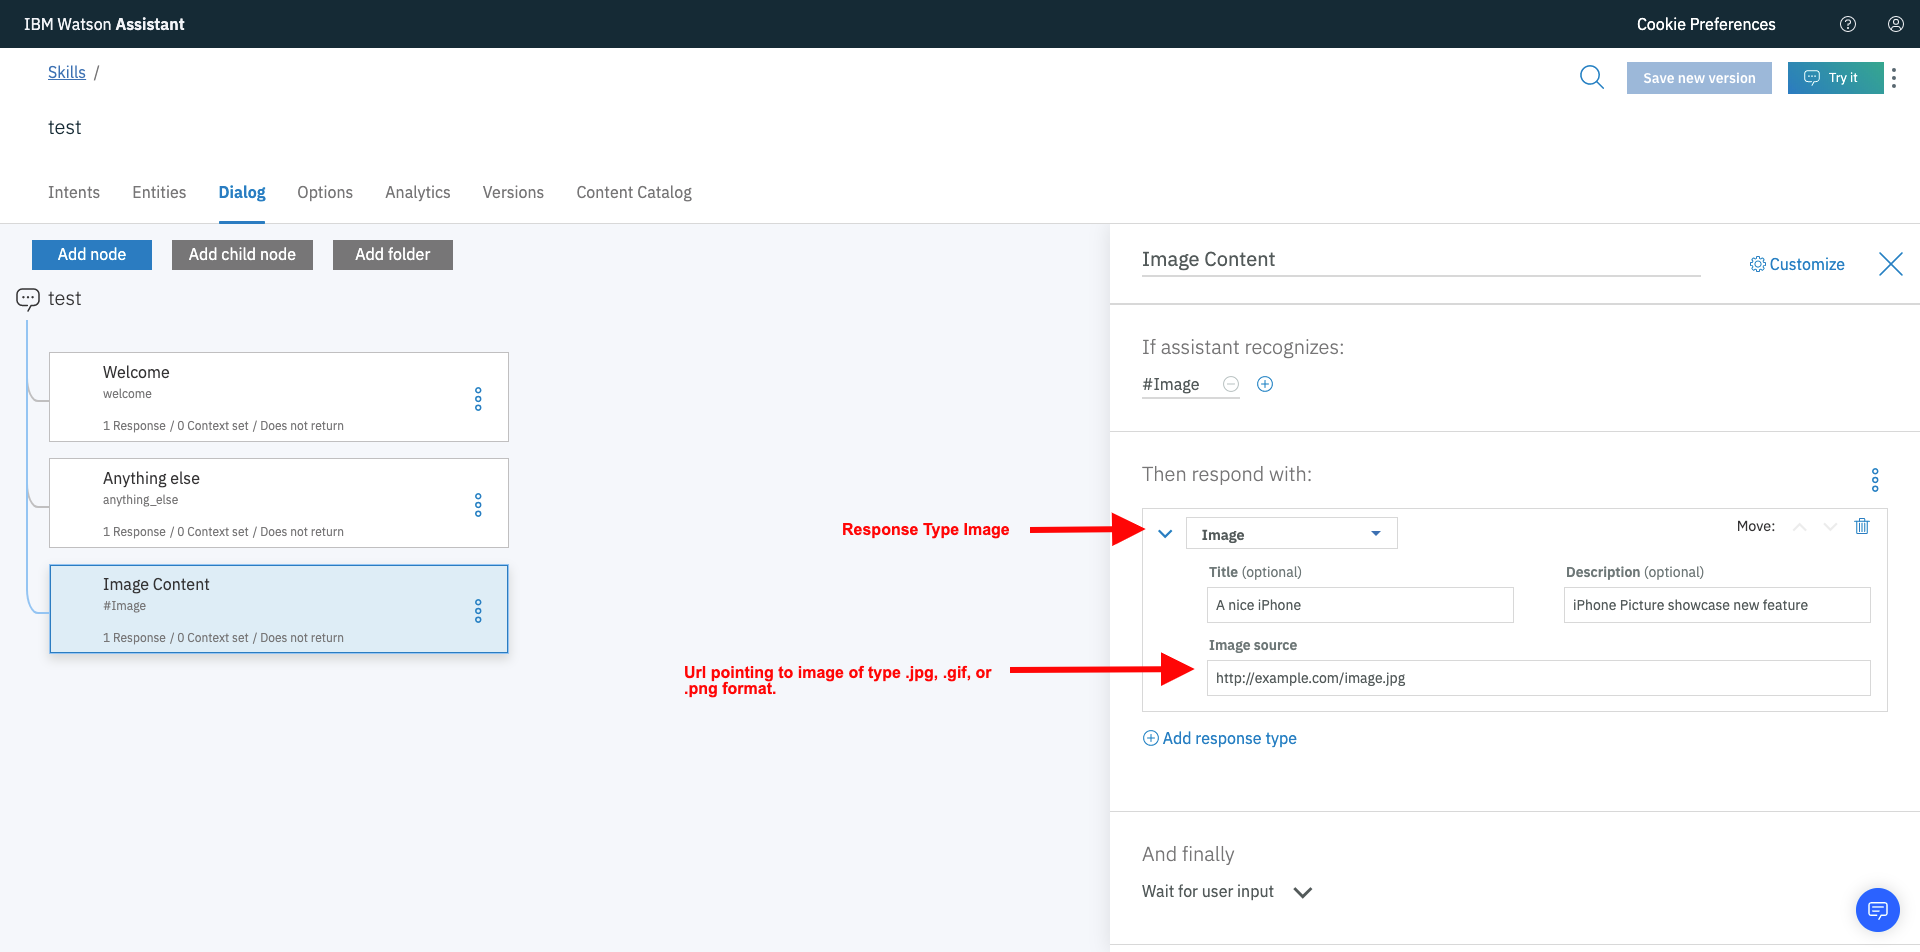 IBM Watson Assistant
Cookie Preferences
Skills /
Save new version
Try it
test
Intents
Entities
Dialog
Options
Analytics
Versions
Content Catalog
Add node
Add child node
Add folder
test
Welcome
welcome
1 Response / 0 Context set / Does not return
Anything else
anything_else
1 Response / 0 Context set / Does not return
Image Content
#Image
1 Response / 0 Context set / Does not return
Response Type Image
Url pointing to image of type .jpg, .gif, or
.png format.
Image Content
Customize
If assistant recognizes:
#Image
Then respond with:
Image
Move:
Title (optional)
Description (optional)
A nice iPhone
iPhone Picture showcase new feature
Image source
http://example.com/image.jpg
Add response type
And finally
Wait for user input